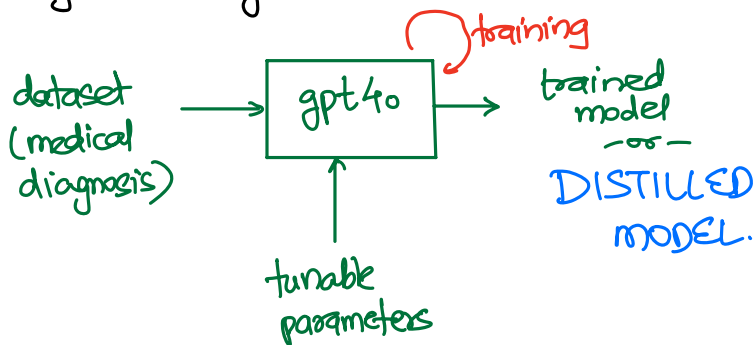 training
dataset
(medical
diagnosis)
gpt4o
trained
model
-or-
DISTILLED
MODEL.
tunable
parameters